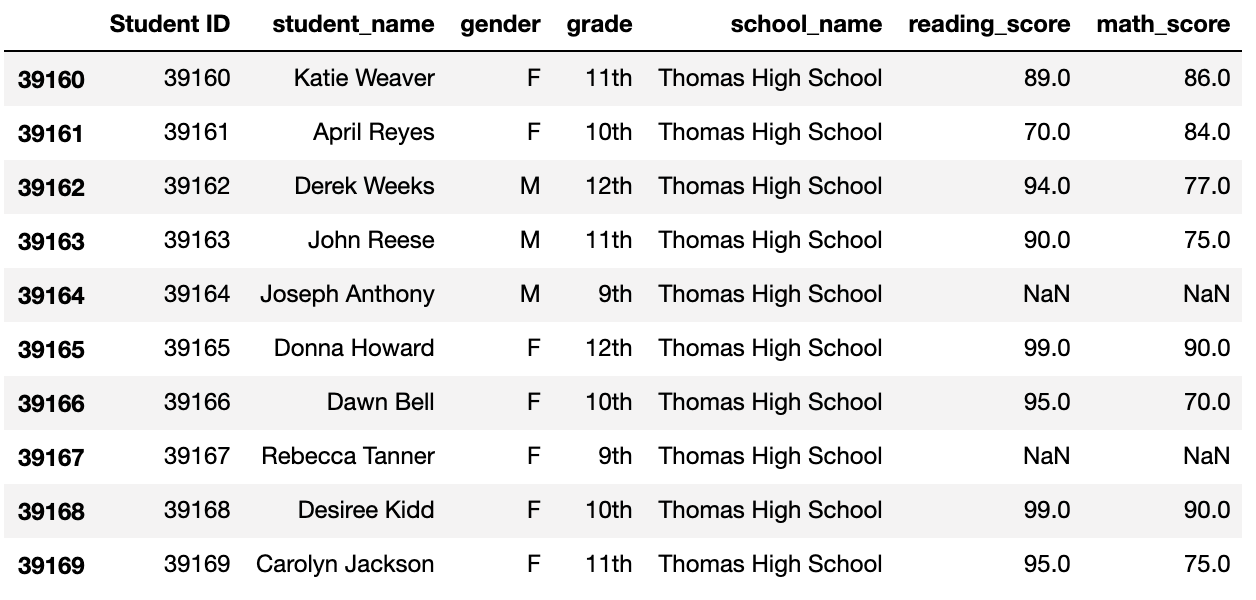 Student ID student_name gender grade school_name reading_score math_score
39160 39160 Katie Weaver F 11th Thomas High School 89.0 86.0
39161 39161 April Reyes F 10th Thomas High School 70.0 84.0
39162 39162 Derek Weeks M 12th Thomas High School 94.0 77.0
39163 39163 John Reese M 11th Thomas High School 90.0 75.0
39164 39164 Joseph Anthony M 9th Thomas High School NaN NaN
39165 39165 Donna Howard F 12th Thomas High School 99.0 90.0
39166 39166 Dawn Bell F 10th Thomas High School 95.0 70.0
39167 39167 Rebecca Tanner F 9th Thomas High School NaN NaN
39168 39168 Desiree Kidd F 10th Thomas High School 99.0 90.0
39169 39169 Carolyn Jackson F 11th Thomas High School 95.0 75.0